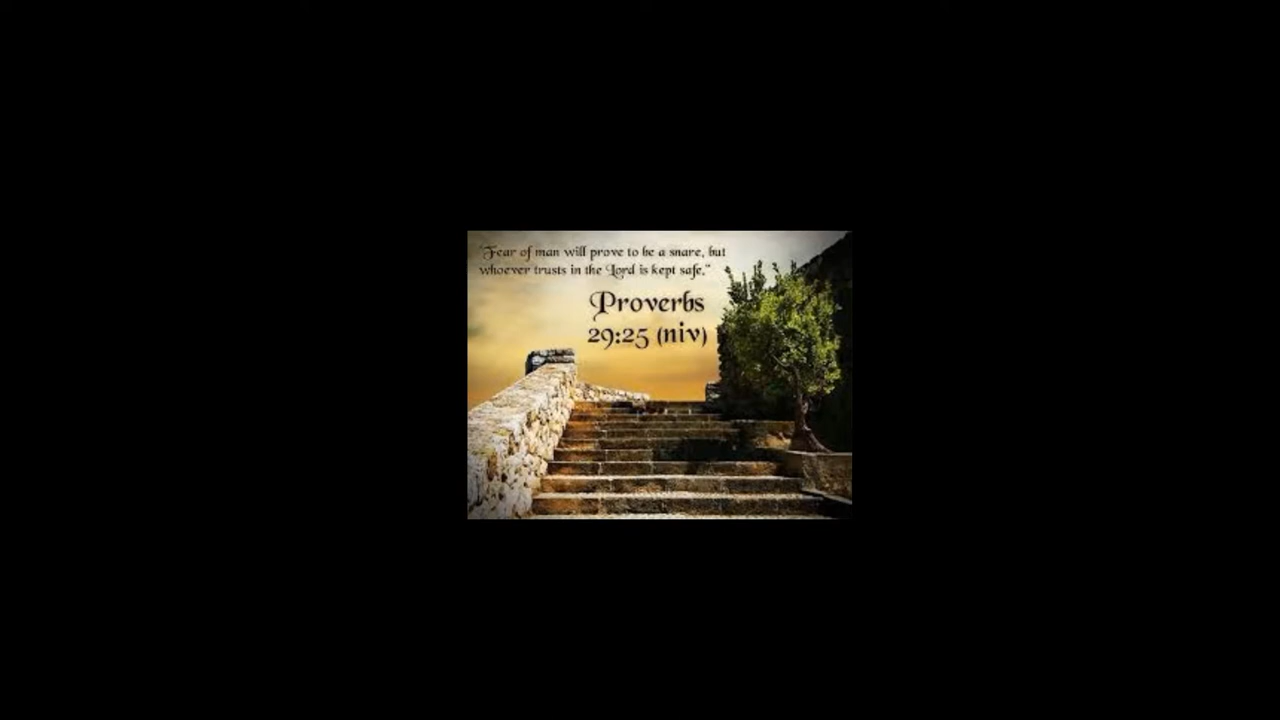 "Fear of man will prove to be a snare, but
whoever trusts in the Lord is kept safe."
Proverbs
29:25 (niv)